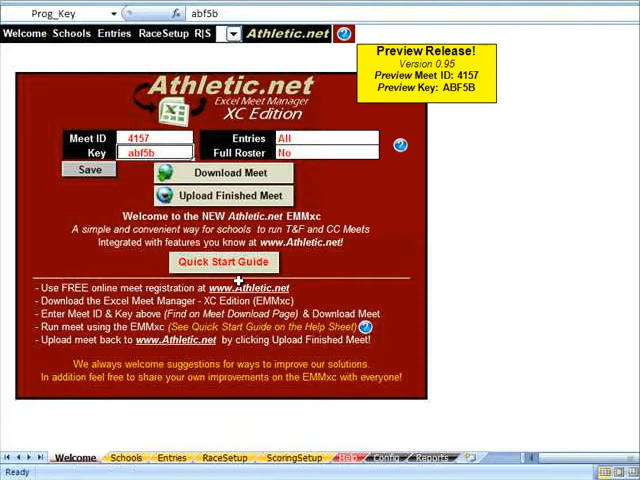 Prog_Key fx abf5b
Welcome Schools Entries RaceSetup R|S Athletic.net ?
Preview Release!
Version 0.95
Preview Meet ID: 4157
Preview Key: ABF5B
Athletic.net
Excel Meet Manager
XC Edition
Meet ID 4157 Entries All
Key abf5b Full Roster No ?
Save
Download Meet
Upload Finished Meet
Welcome to the NEW Athletic.net EMMxc
A simple and convenient way for schools to run T&F and CC Meets
Integrated with features you know at www.Athletic.net!
Quick Start Guide
- Use FREE online meet registration at www.Athletic.net
- Download the Excel Meet Manager - XC Edition (EMMxc)
- Enter Meet ID & Key above (Find on Meet Download Page) & Download Meet
- Run meet using the EMMxc (See Quick Start Guide on the Help Sheet) ?
- Upload meet back to www.Athletic.net by clicking Upload Finished Meet!
We always welcome suggestions for ways to improve our solutions.
In addition feel free to share your own improvements on the EMMxc with everyone!
Welcome Schools Entries RaceSetup ScoringSetup Help Config Reports
Ready